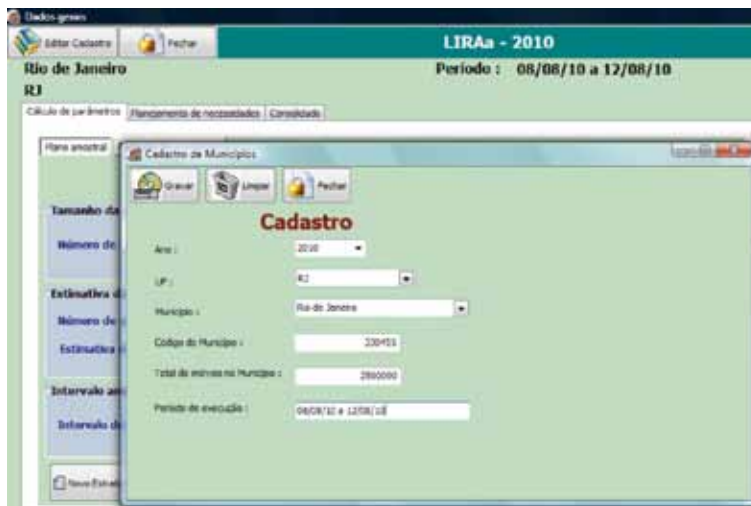 Dados gerais
Editar Cadastro Fechar LIRAa - 2010
Rio de Janeiro Período : 08/08/10 a 12/08/10
RJ
Cálculo de parâmetros Planejamento de necessidades Consolidado
Plano amostral
Cadastro de Municípios
Gravar Limpar Fechar
Cadastro
Tamanho da
Número de
Ano : 2010
UF : RJ
Estimativa d
Município : Rio de Janeiro
Número de
Código do Município :
Estimativa
Total de imóveis no Município :
Intervalo am
Período de execução : 08/08/10 a 12/08/10
Intervalo d
Novo Estrat